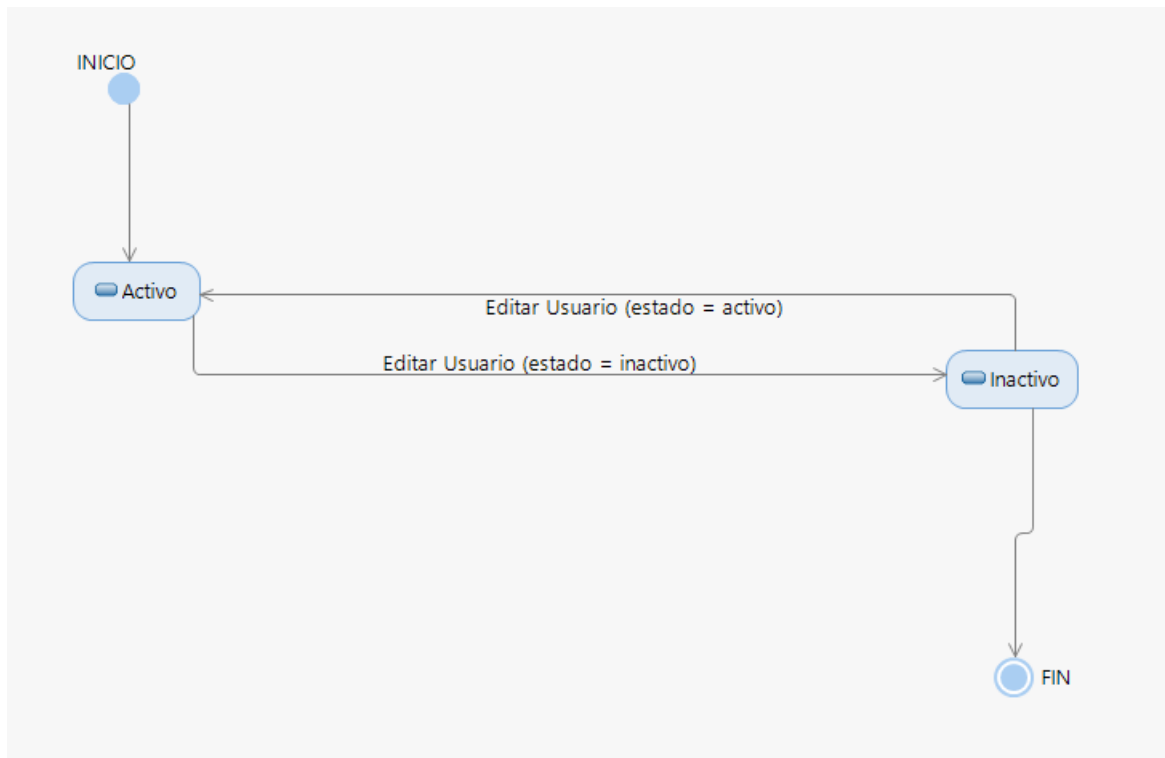 INICIO
Activo
Editar Usuario (estado = activo)
Editar Usuario (estado = inactivo)
Inactivo
FIN